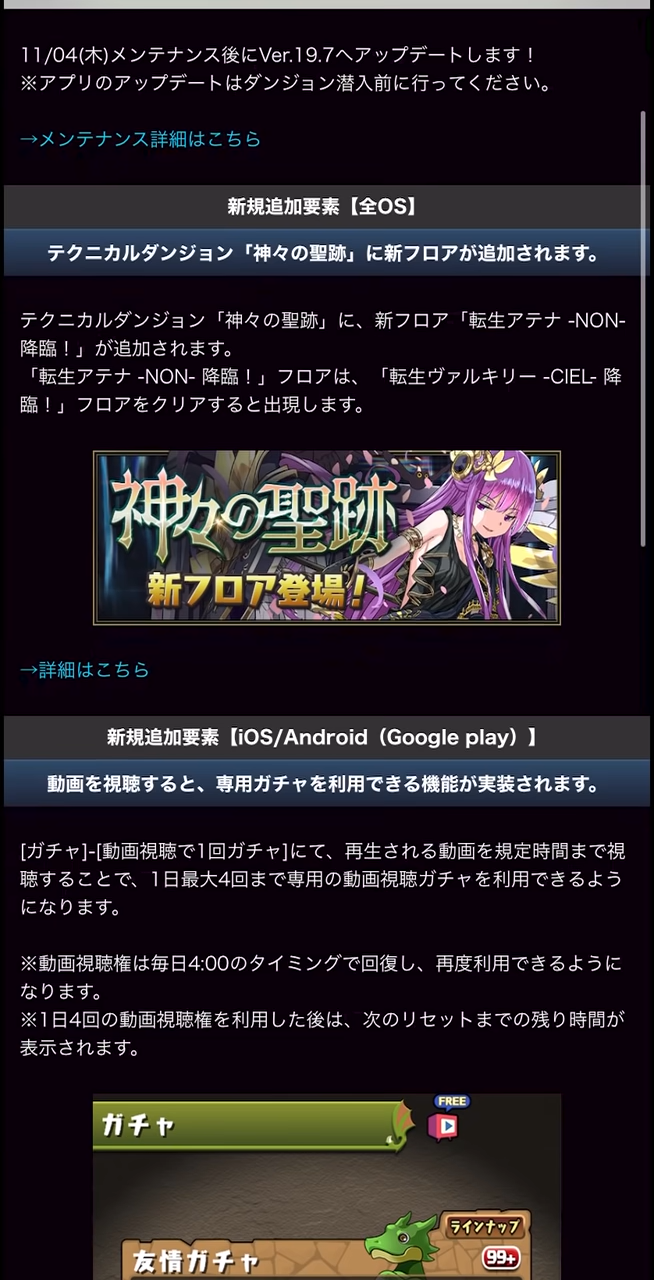 11/04(木)メンテナンス後にVer.19.7へアップデートします！
※アプリのアップデートはダンジョン潜入前に行ってください。
→メンテナンス詳細はこちら
新規追加要素【全OS】
テクニカルダンジョン「神々の聖跡」に新フロアが追加されます。
テクニカルダンジョン「神々の聖跡」に、新フロア「転生アテナ -NON-
降臨！」が追加されます。
「転生アテナ -NON- 降臨！」フロアは、「転生ヴァルキリー -CIEL- 降
臨！」フロアをクリアすると出現します。
神々の聖跡
新フロア登場！
→詳細はこちら
新規追加要素【iOS/Android（Google play）】
動画を視聴すると、専用ガチャを利用できる機能が実装されます。
[ガチャ]-[動画視聴で1回ガチャ]にて、再生される動画を規定時間まで視
聴することで、1日最大4回まで専用の動画視聴ガチャを利用できるよう
になります。
※動画視聴権は毎日4:00のタイミングで回復し、再度利用できるように
なります。
※1日4回の動画視聴権を利用した後は、次のリセットまでの残り時間が
表示されます。
FREE
ガチャ
ラインナップ
友情ガチャ
99+